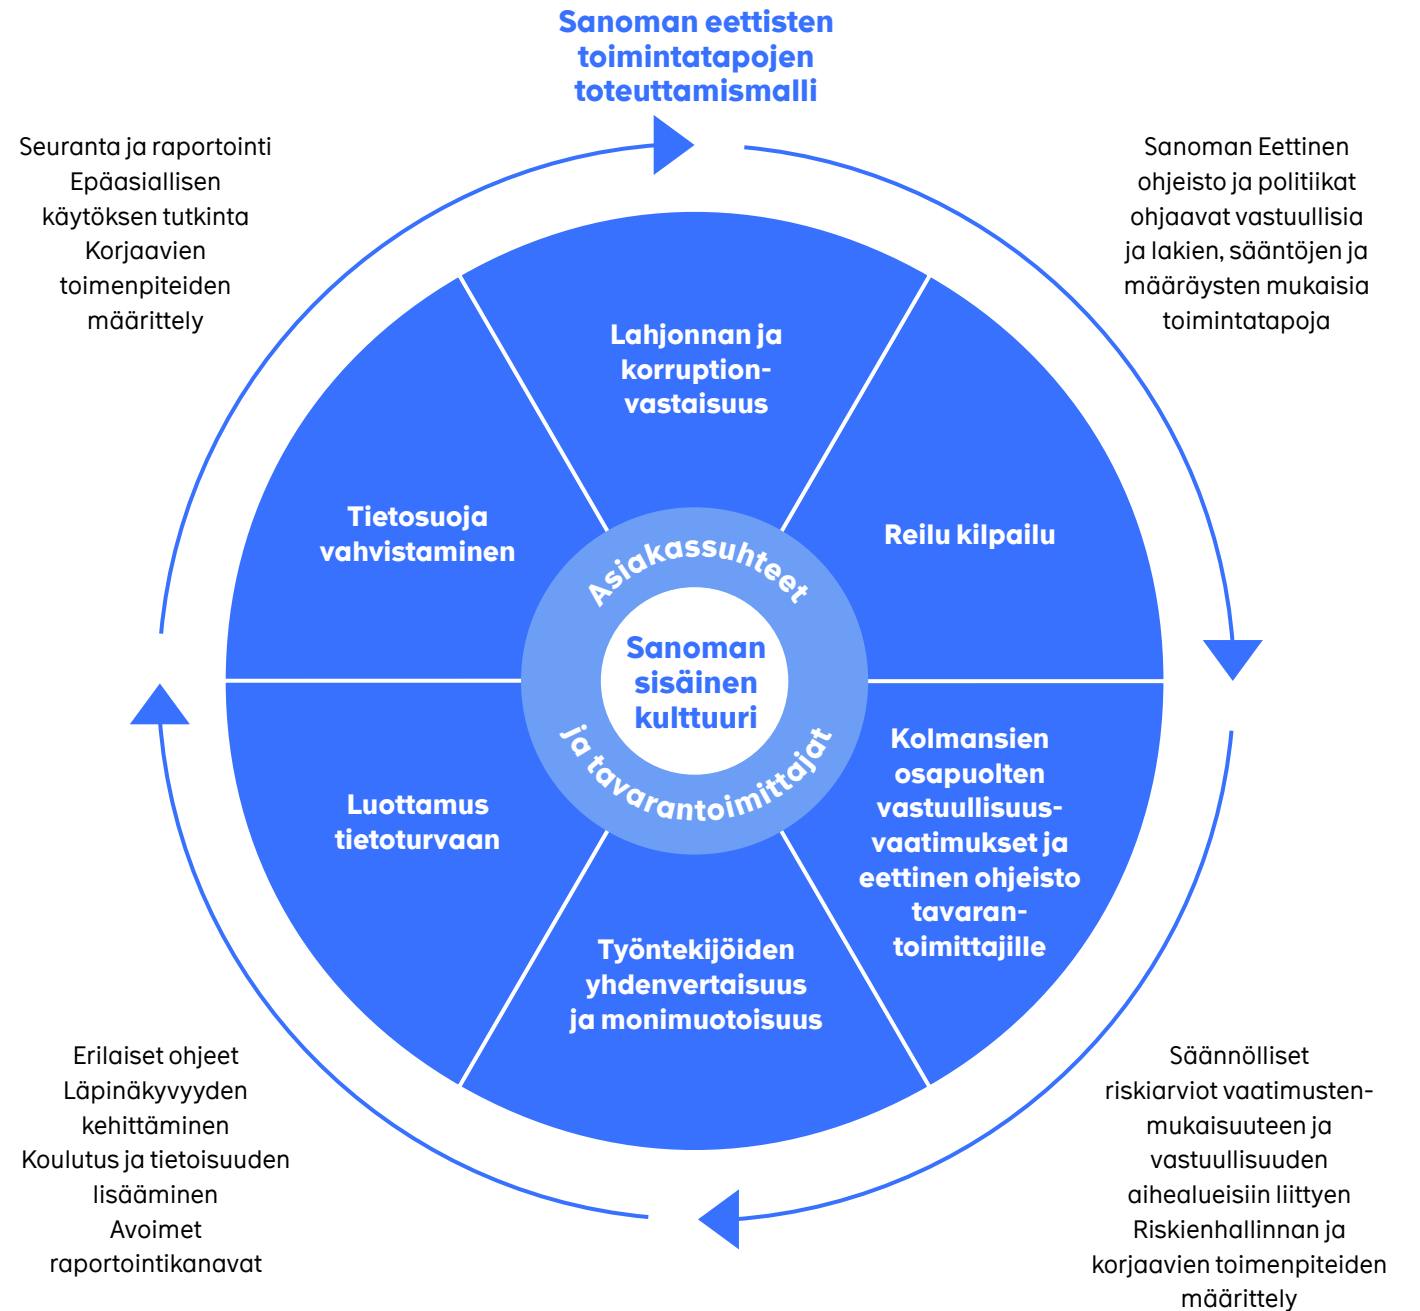 Sanoman eettisten
toimintatapojen
toteuttamismalli
Seuranta ja raportointi
Epäasiallisen
käytöksen tutkinta
Korjaavien
toimenpiteiden
määrittely
Sanoman Eettinen
ohjeisto ja politiikat
ohjaavat vastuullisia
ja lakien, sääntöjen ja
määräysten mukaisia
toimintatapoja
Lahjonnan ja
korruption-
vastaisuus
Tietosuoja
vahvistaminen
Reilu kilpailu
Asiakassuhteet
ja tavarantoimittajat
Sanoman
sisäinen
kulttuuri
Kolmansien
osapuolten
vastuullisuus-
vaatimukset ja
eettinen ohjeisto
tavaran-
toimittajille
Luottamus
tietoturvaan
Työntekijöiden
yhdenvertaisuus
ja monimuotoisuus
Erilaiset ohjeet
Läpinäkyvyyden
kehittäminen
Koulutus ja tietoisuuden
lisääminen
Avoimet
raportointikanavat
Säännölliset
riskiarviot vaatimusten-
mukaisuuteen ja
vastuullisuuden
aihealueisiin liittyen
Riskienhallinnan ja
korjaavien toimenpiteiden
määrittely